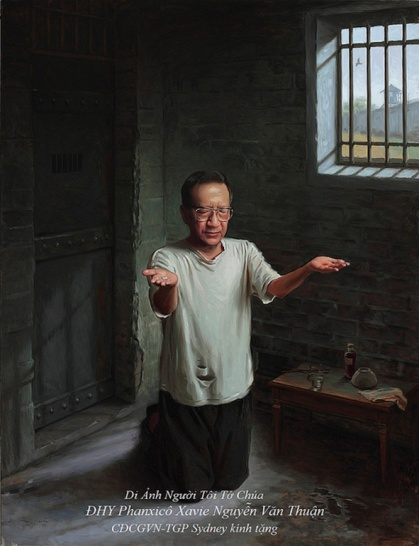 Di Ảnh Người Tôi Tớ Chúa
ĐHY Phanxicô Xavie Nguyễn Văn Thuận
CĐCGVN-TGP Sydney kính tặng